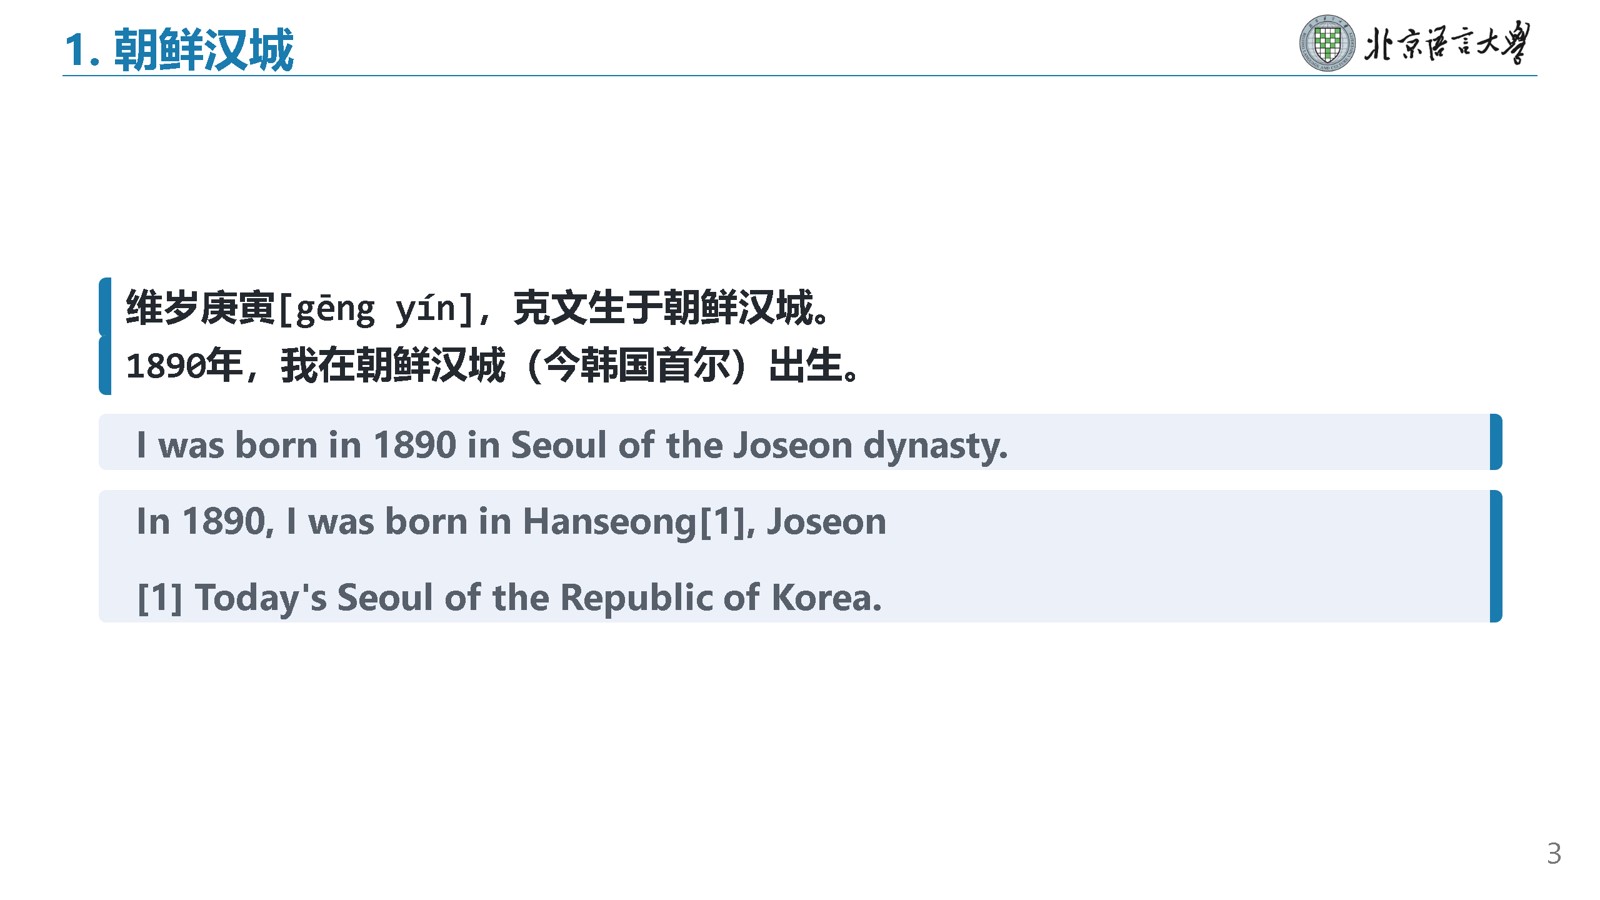 1. 朝鲜汉城
北京语言大学
维岁庚寅[gēng yín]，克文生于朝鲜汉城。
1890年，我在朝鲜汉城（今韩国首尔）出生。
I was born in 1890 in Seoul of the Joseon dynasty.
In 1890, I was born in Hanseong[1], Joseon
[1] Today's Seoul of the Republic of Korea.
3